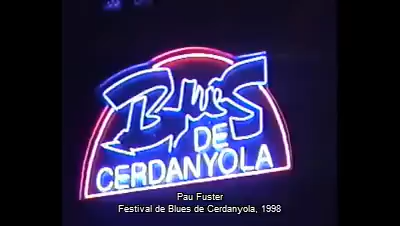 BLUES
DE
CERDANYOLA
Pau Fuster
Festival de Blues de Cerdanyola, 1998